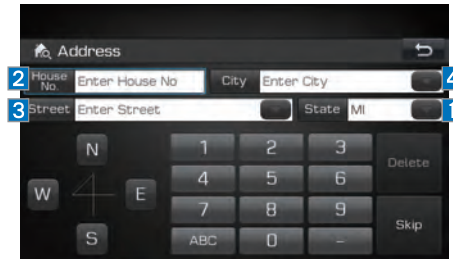 Address
2 House No. Enter House No City Enter City 4
3 Street Enter Street State MI 1
N 1 2 3 Delete
W E 4 5 6
7 8 9
S ABC 0 - Skip